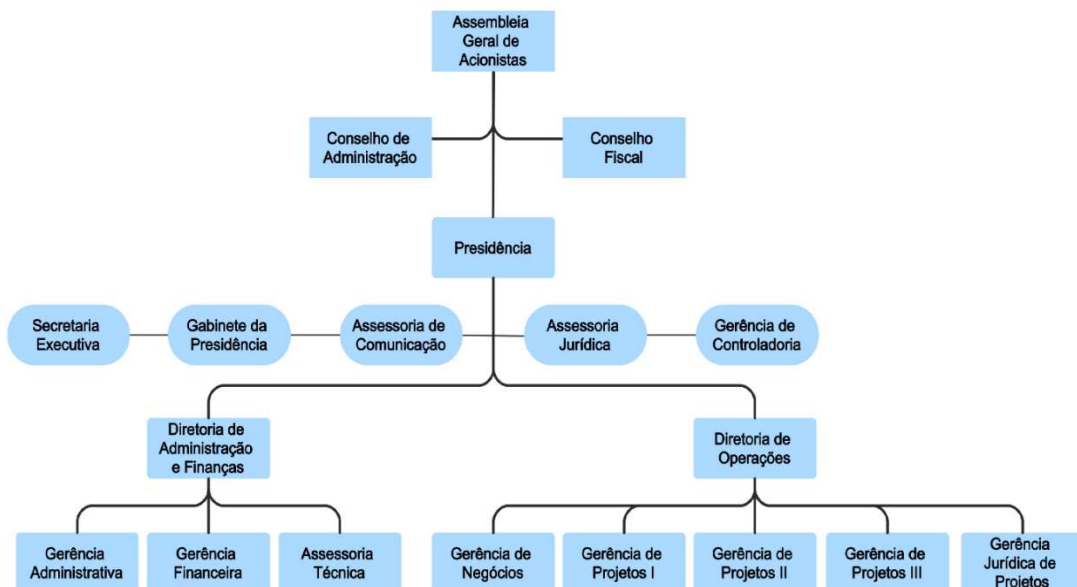 Assembleia
Geral de
Acionistas
Conselho de
Administração
Conselho
Fiscal
Presidência
Secretaria
Executiva
Gabinete da
Presidência
Assessoria de
Comunicação
Assessoria
Jurídica
Gerência de
Controladoria
Diretoria de
Administração
e Finanças
Diretoria de
Operações
Gerência
Administrativa
Gerência
Financeira
Assessoria
Técnica
Gerência de
Negócios
Gerência de
Projetos I
Gerência de
Projetos II
Gerência de
Projetos III
Gerência
Jurídica
de Projetos